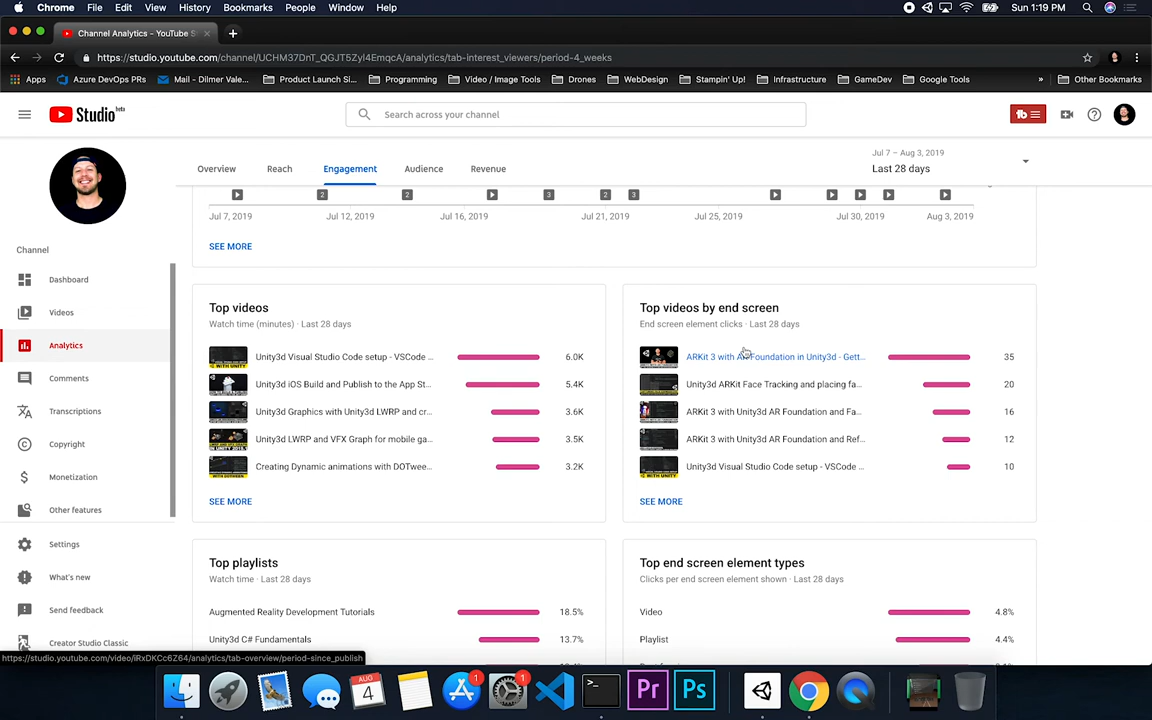 Chrome File Edit View History Bookmarks People Window Help Sun 1:19 PM
Channel Analytics - YouTube S
https://studio.youtube.com/channel/UCHM37DnT_QGJT5Zyl4EmqcA/analytics/tab-interest_viewers/period-4_weeks
Apps Azure DevOps PRs Mail - Dilmer Vale... Product Launch Si... Programming Video / Image Tools Drones WebDesign Stampin' Up! Infrastructure GameDev Google Tools » Other Bookmarks
Studio beta
Search across your channel
Overview Reach Engagement Audience Revenue
Jul 7 – Aug 3, 2019
Last 28 days
2 2 3 2 3
Jul 7, 2019 Jul 12, 2019 Jul 16, 2019 Jul 21, 2019 Jul 25, 2019 Jul 30, 2019 Aug 3, 2019
SEE MORE
Channel
Dashboard
Videos
Analytics
Comments
Transcriptions
Copyright
Monetization
Other features
Settings
What's new
Send feedback
Creator Studio Classic
Top videos
Watch time (minutes) · Last 28 days
Unity3d Visual Studio Code setup - VSCode ... 6.0K
Unity3d iOS Build and Publish to the App St... 5.4K
Unity3d Graphics with Unity3d LWRP and cr... 3.6K
Unity3d LWRP and VFX Graph for mobile ga... 3.5K
Creating Dynamic animations with DOTwee... 3.2K
SEE MORE
Top videos by end screen
End screen element clicks · Last 28 days
ARKit 3 with AR Foundation in Unity3d - Gett... 35
Unity3d ARKit Face Tracking and placing fa... 20
ARKit 3 with Unity3d AR Foundation and Fa... 16
ARKit 3 with Unity3d AR Foundation and Ref... 12
Unity3d Visual Studio Code setup - VSCode ... 10
SEE MORE
Top playlists
Watch time · Last 28 days
Augmented Reality Development Tutorials 18.5%
Unity3d C# Fundamentals 13.7%
Top end screen element types
Clicks per end screen element shown · Last 28 days
Video 4.8%
Playlist 4.4%
https://studio.youtube.com/video/iRxDKCc6Z64/analytics/tab-overview/period-since_publish
AUG
4
1
1
Pr
Ps